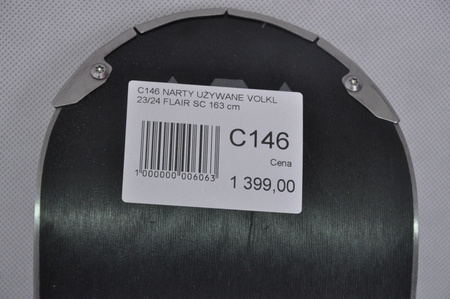 C146 NARTY UŻYWANE VOLKL
23/24 FLAIR SC 163 cm
C146
Cena
1 000000 006063
1 399,00